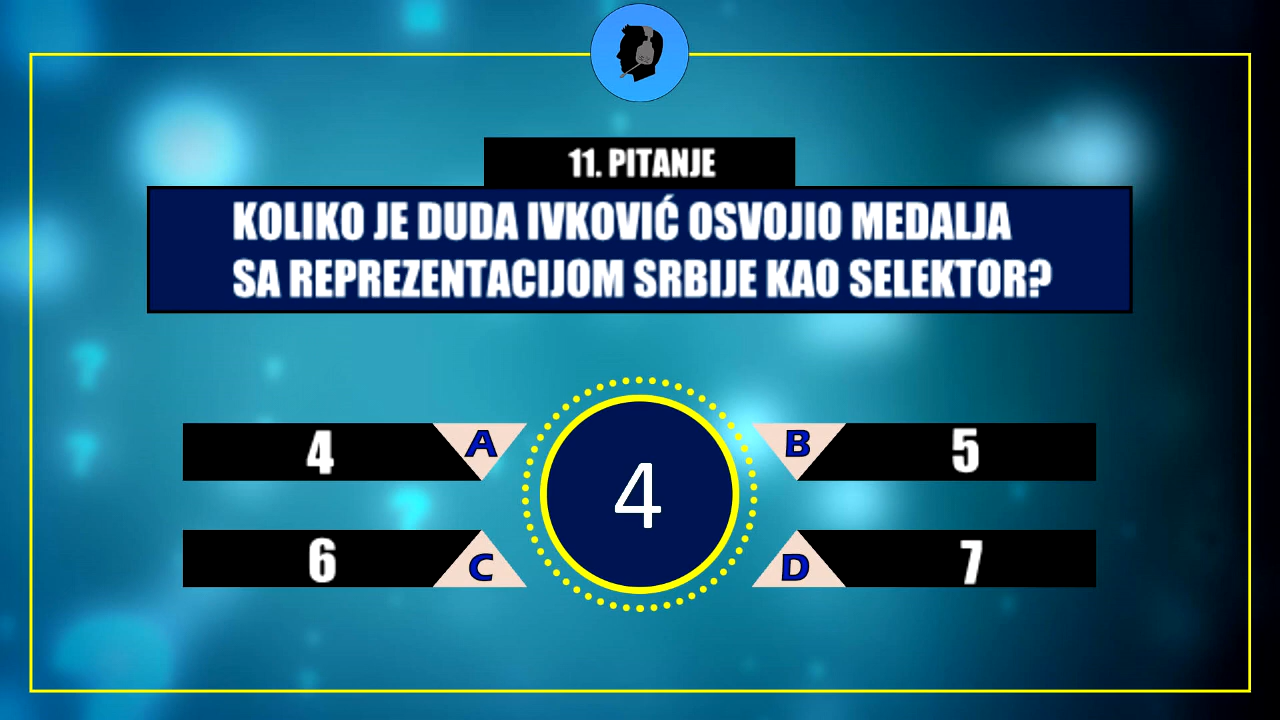 11. PITANJE
KOLIKO JE DUDA IVKOVIĆ OSVOJIO MEDALJA
SA REPREZENTACIJOM SRBIJE KAO SELEKTOR?
4 A
B 5
4
6 C
D 7